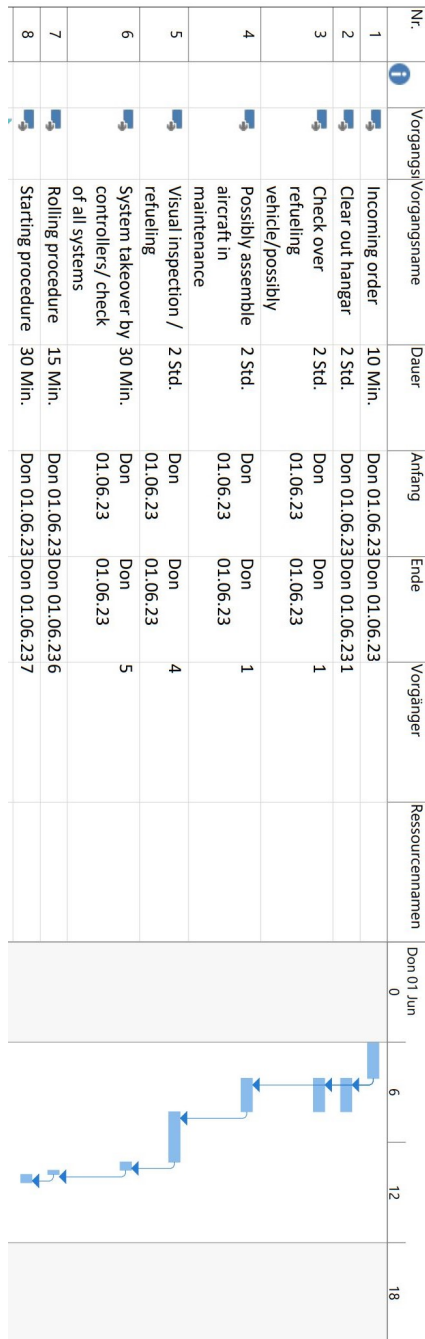 Nr. Vorgangsı Vorgangsname Dauer Anfang Ende Vorgänger Ressourcennamen
Don 01 Jun
0 6 12 18
1 Incoming order 10 Min. Don 01.06.23 Don 01.06.23
2 Clear out hangar 2 Std. Don 01.06.23 Don 01.06.23 1
3 Check over 2 Std. Don Don 1
refueling 01.06.23 01.06.23
vehicle/possibly
refueling
4 Possibly assemble 2 Std. Don Don 1
aircraft in 01.06.23 01.06.23
maintenance
5 Visual inspection / 2 Std. Don Don 4
refueling 01.06.23 01.06.23
6 System takeover by 30 Min. Don Don 5
controllers/ check 01.06.23 01.06.23
of all systems
7 Rolling procedure 15 Min. Don 01.06.23 Don 01.06.23 6
8 Starting procedure 30 Min. Don 01.06.23 Don 01.06.23 7